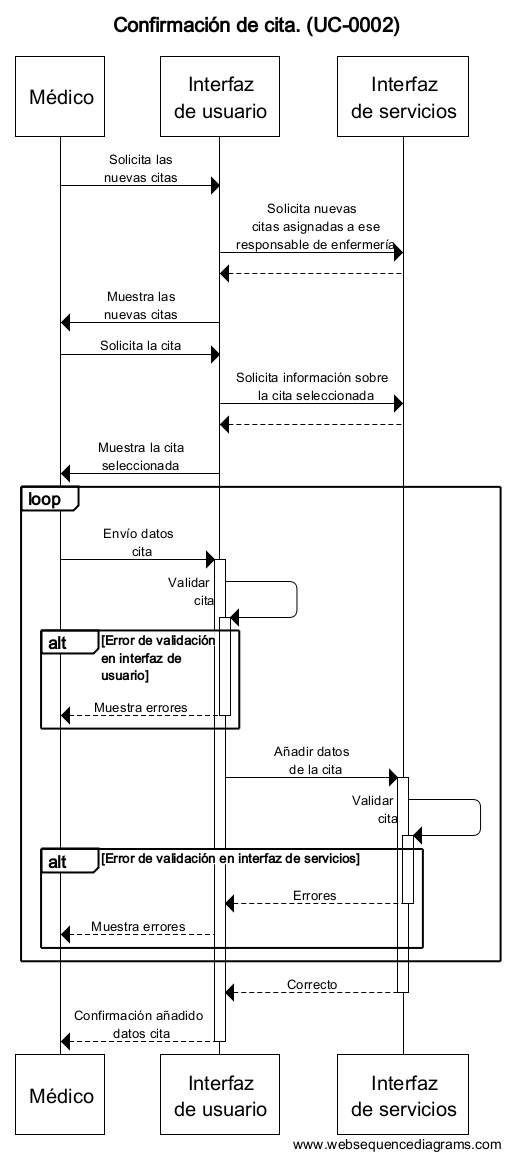 Confirmación de cita. (UC-0002)
Médico
Interfaz
de usuario
Interfaz
de servicios
Solicita las
nuevas citas
Solicita nuevas
citas asignadas a ese
responsable de enfermería
Muestra las
nuevas citas
Solicita la cita
Solicita información sobre
la cita seleccionada
Muestra la cita
seleccionada
loop
Envío datos
cita
Validar
cita
alt
[Error de validación
en interfaz de
usuario]
Muestra errores
Añadir datos
de la cita
Validar
cita
alt
[Error de validación en interfaz de servicios]
Errores
Muestra errores
Correcto
Confirmación añadido
datos cita
Médico
Interfaz
de usuario
Interfaz
de servicios
www.websequencediagrams.com